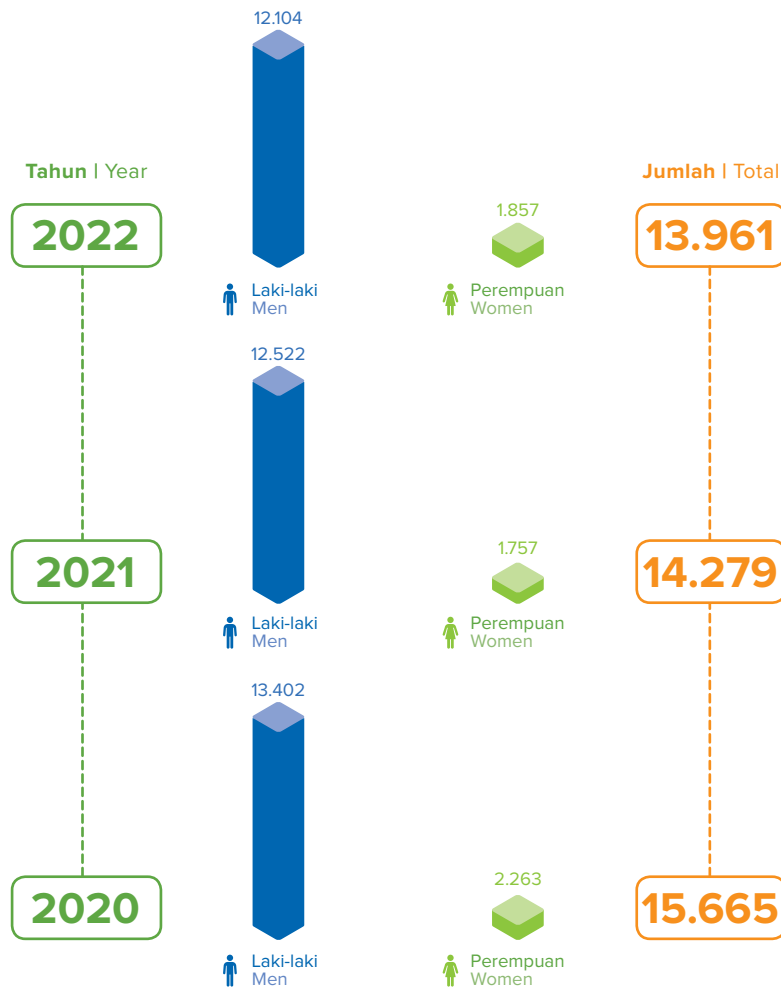 12.104
Tahun | Year
Jumlah | Total
2022
1.857
13.961
Laki-laki
Men
Perempuan
Women
12.522
2021
1.757
14.279
Laki-laki
Men
Perempuan
Women
13.402
2020
2.263
15.665
Laki-laki
Men
Perempuan
Women